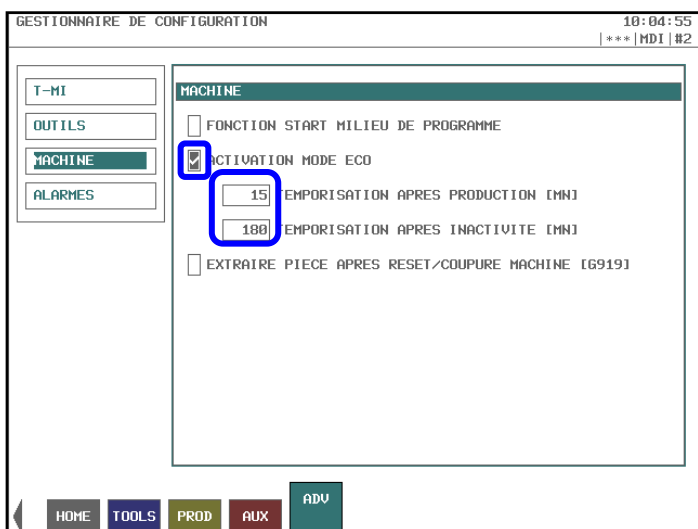 GESTIONNAIRE DE CONFIGURATION
10:04:55
|***|MDI|#2
T-MI
OUTILS
MACHINE
ALARMES
MACHINE
FONCTION START MILIEU DE PROGRAMME
ACTIVATION MODE ECO
15 TEMPORISATION APRES PRODUCTION [MN]
180 TEMPORISATION APRES INACTIVITE [MN]
EXTRAIRE PIECE APRES RESET/COUPURE MACHINE [G919]
HOME
TOOLS
PROD
AUX
ADV